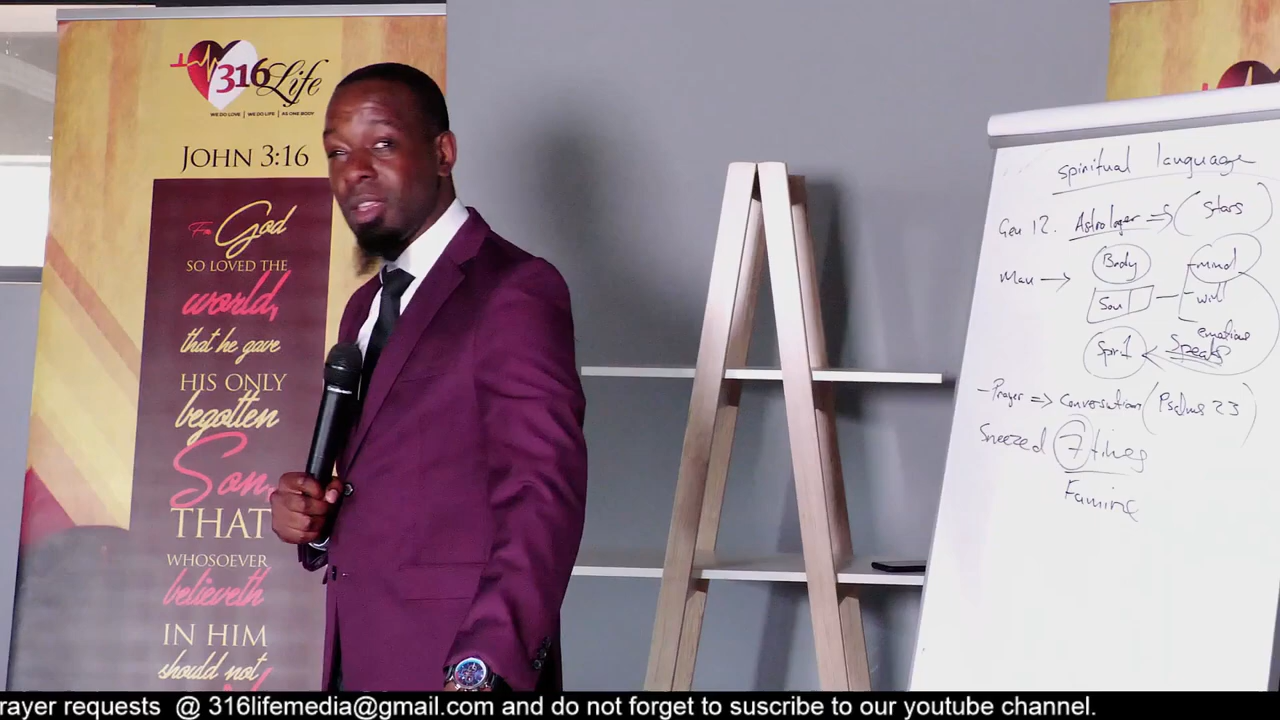 316 Life
WE DO LOVE | WE DO LIFE | AS ONE BODY
JOHN 3:16
For God
SO LOVED THE
world,
that he gave
HIS ONLY
begotten
Son,
THAT
WHOSOEVER
believeth
IN HIM
should not
spiritual language
Gen 12. Astrologer => (Stars)
Man -> Body
mind
Soul
will
emotions
Spirit
Speaks
- Prayer => Conversation (Psalms 23
Sneezed 7 times
Famine
rayer requests @ 316lifemedia@gmail.com and do not forget to suscribe to our youtube channel.